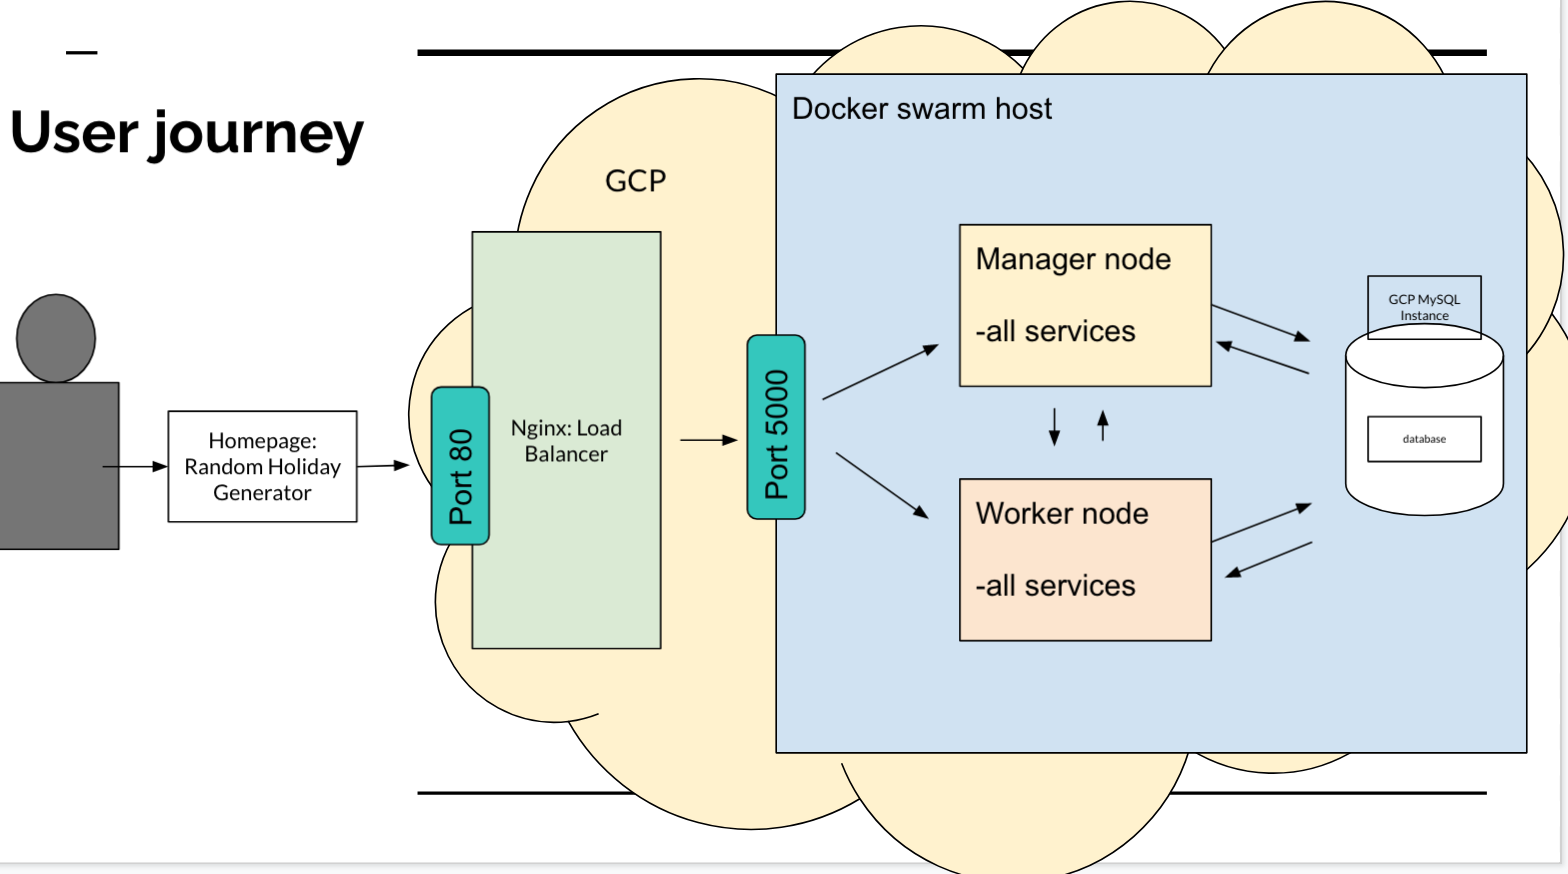 User journey
GCP
Docker swarm host
Homepage:
Random Holiday
Generator
Port 80
Nginx: Load
Balancer
Port 5000
Manager node
-all services
Worker node
-all services
GCP MySQL
Instance
database